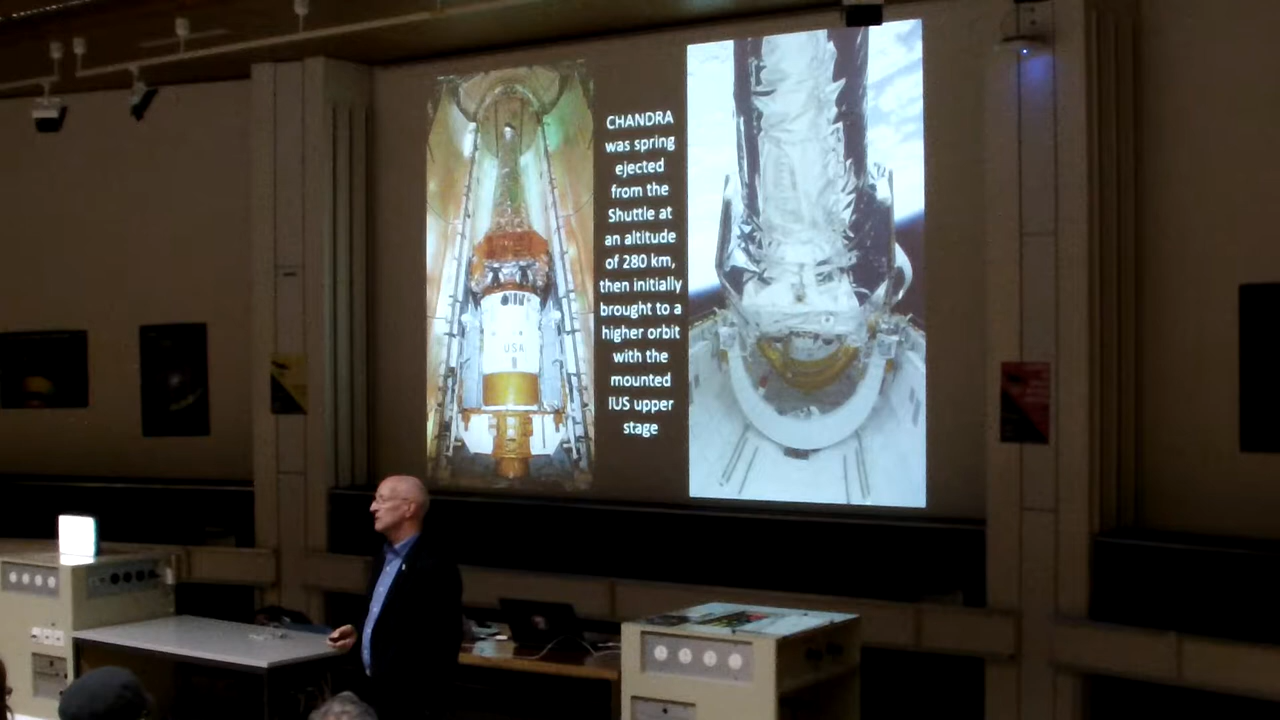 CHANDRA
was spring
ejected
from the
Shuttle at
an altitude
of 280 km,
then initially
brought to a
higher orbit
with the
mounted
IUS upper
stage
USA